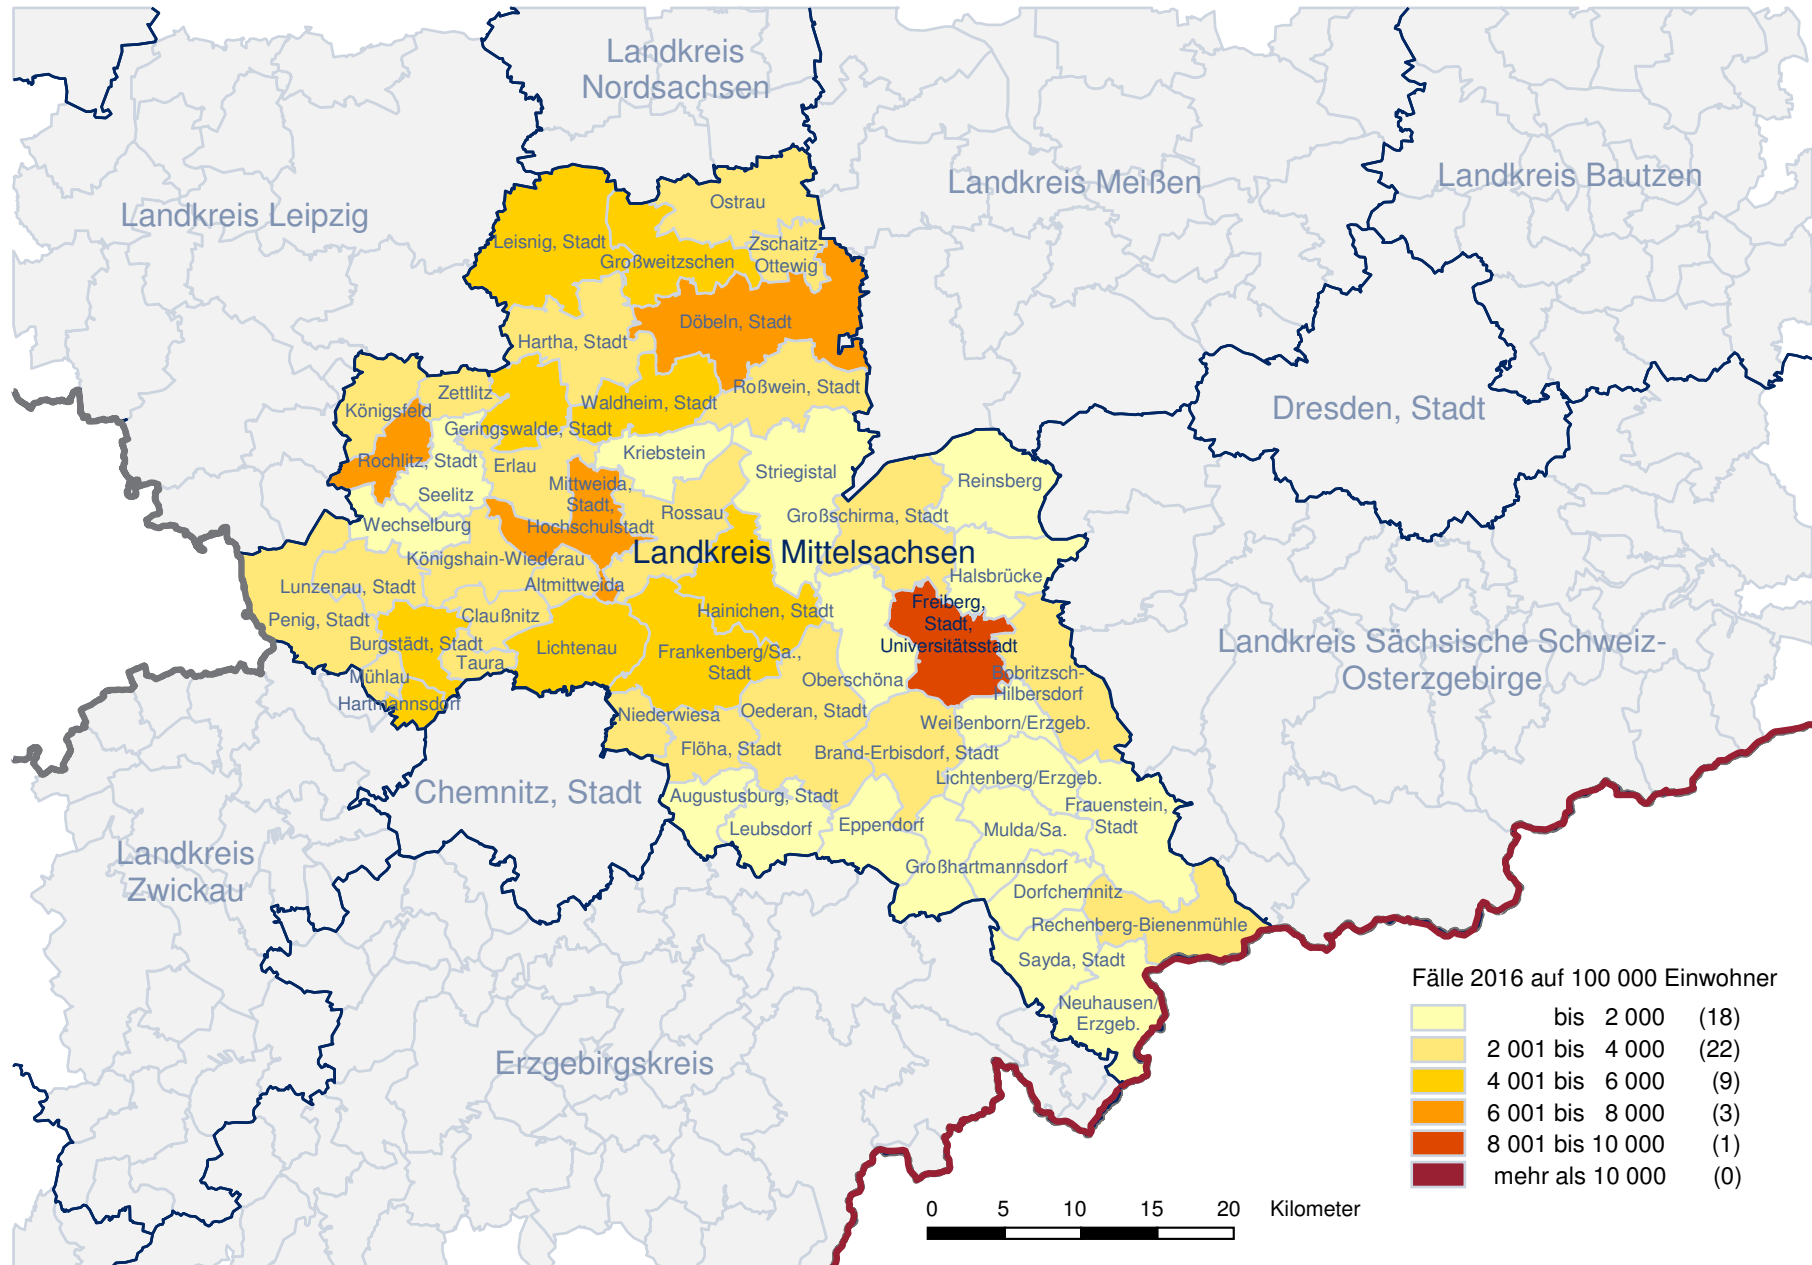 Landkreis
Nordsachsen
Landkreis Meißen
Landkreis Bautzen
Landkreis Leipzig
Ostrau
Leisnig, Stadt
Zschaitz-
Ottewig
Großweitzschen
Döbeln, Stadt
Hartha, Stadt
Roßwein, Stadt
Zettlitz
Waldheim, Stadt
Königsfeld
Dresden, Stadt
Geringswalde, Stadt
Kriebstein
Rochlitz, Stadt
Erlau
Striegistal
Reinsberg
Mittweida,
Stadt,
Hochschulstadt
Seelitz
Rossau
Großschirma, Stadt
Wechselburg
Landkreis Mittelsachsen
Königshain-Wiederau
Halsbrücke
Altmittweida
Lunzenau, Stadt
Freiberg,
Stadt,
Universitätsstadt
Hainichen, Stadt
Claußnitz
Penig, Stadt
Burgstädt, Stadt
Lichtenau
Frankenberg/Sa.,
Stadt
Landkreis Sächsische Schweiz-
Osterzgebirge
Taura
Mühlau
Oberschöna
Bobritzsch-
Hilbersdorf
Hartmannsdorf
Niederwiesa
Oederan, Stadt
Weißenborn/Erzgeb.
Flöha, Stadt
Brand-Erbisdorf, Stadt
Lichtenberg/Erzgeb.
Chemnitz, Stadt
Augustusburg, Stadt
Frauenstein,
Stadt
Leubsdorf
Eppendorf
Mulda/Sa.
Landkreis
Zwickau
Großhartmannsdorf
Dorfchemnitz
Rechenberg-Bienenmühle
Sayda, Stadt
Neuhausen/
Erzgeb.
Erzgebirgskreis
Fälle 2016 auf 100 000 Einwohner
bis 2 000 (18)
2 001 bis 4 000 (22)
4 001 bis 6 000 (9)
6 001 bis 8 000 (3)
8 001 bis 10 000 (1)
mehr als 10 000 (0)
0 5 10 15 20 Kilometer